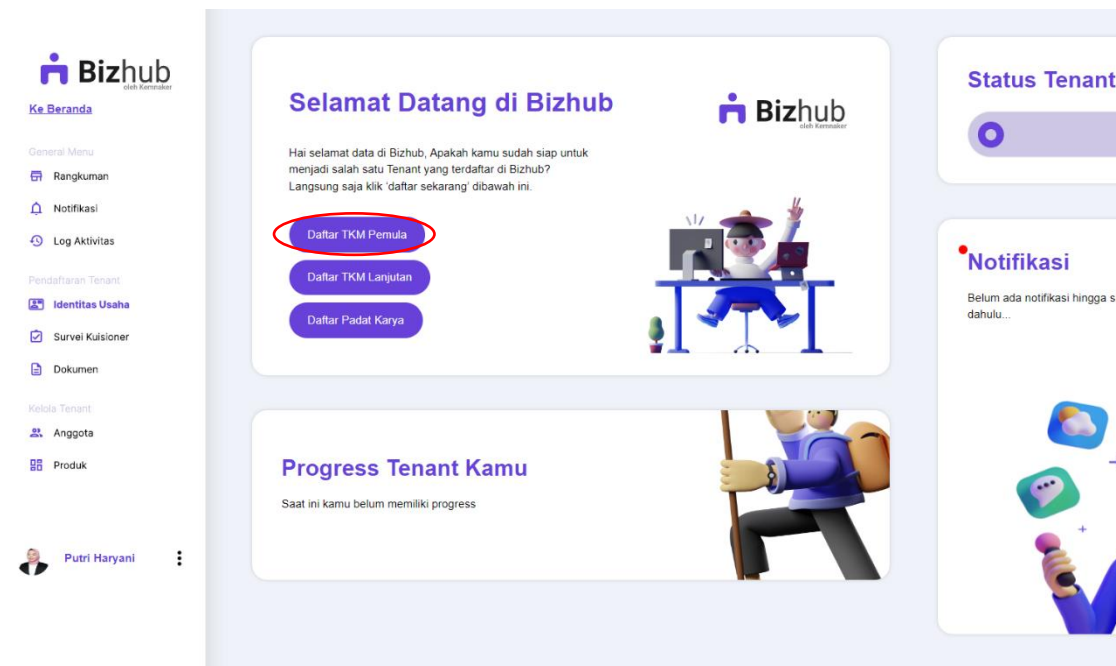 Bizhub
oleh Kemnaker
Ke Beranda
General Menu
Rangkuman
Notifikasi
Log Aktivitas
Pendaftaran Tenant
Identitas Usaha
Survei Kuisioner
Dokumen
Kelola Tenant
Anggota
Produk
Putri Haryani
Selamat Datang di Bizhub
Hai selamat data di Bizhub, Apakah kamu sudah siap untuk
menjadi salah satu Tenant yang terdaftar di Bizhub?
Langsung saja klik 'daftar sekarang' dibawah ini.
Daftar TKM Pemula
Daftar TKM Lanjutan
Daftar Padat Karya
Bizhub
oleh Kemnaker
Progress Tenant Kamu
Saat ini kamu belum memiliki progress
Status Tenant
Notifikasi
Belum ada notifikasi hingga s
dahulu...